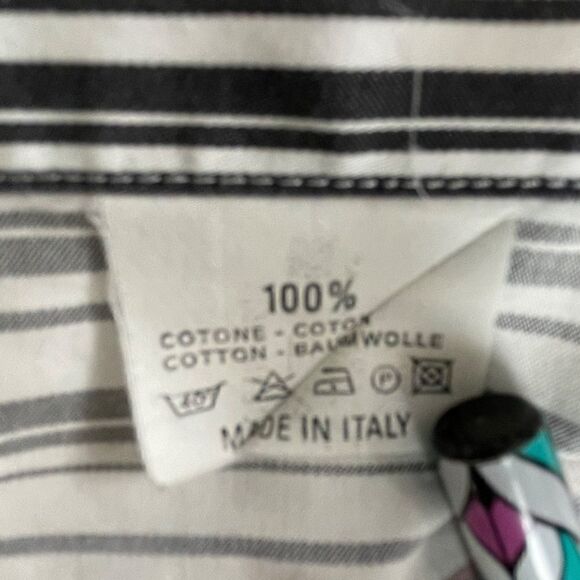 100%
COTONE - COTON
COTTON - BAUMWOLLE
40 P
MADE IN ITALY